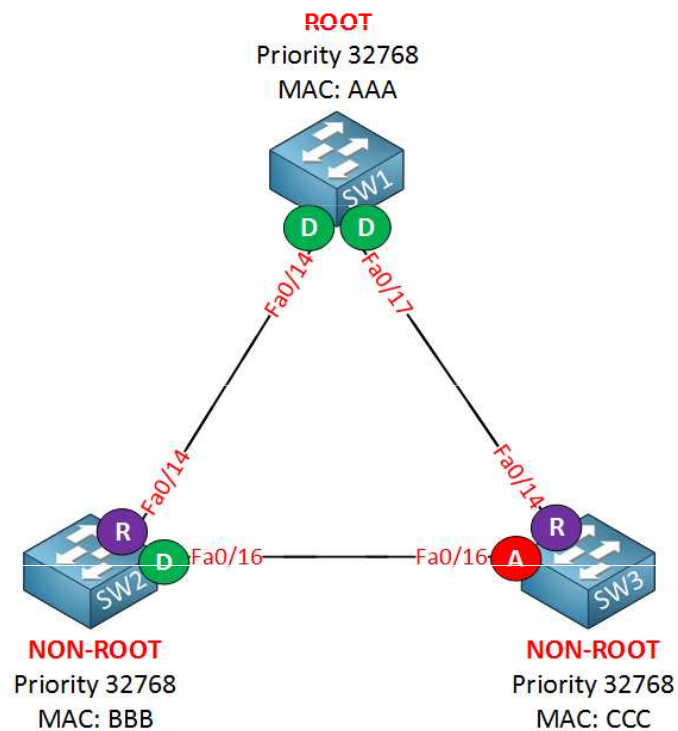 ROOT
Priority 32768
MAC: AAA
SW1
D
D
Fa0/14
Fa0/17
Fa0/14
Fa0/14
R
R
D
Fa0/16
Fa0/16
A
SW2
SW3
NON-ROOT
NON-ROOT
Priority 32768
Priority 32768
MAC: BBB
MAC: CCC